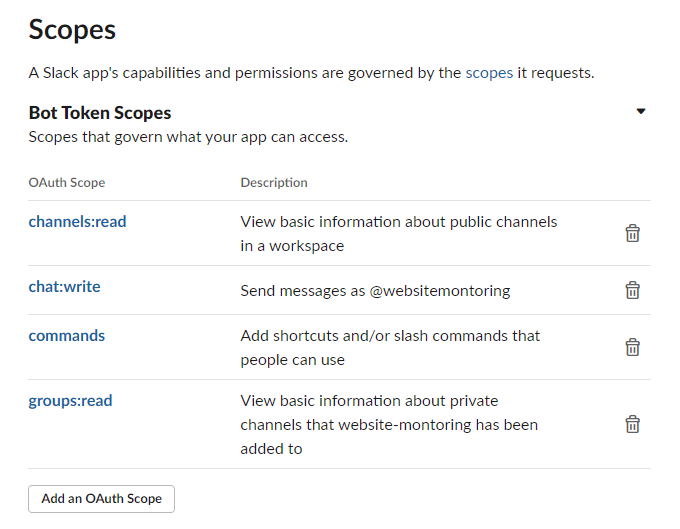 Scopes
A Slack app's capabilities and permissions are governed by the scopes it requests.
Bot Token Scopes
Scopes that govern what your app can access.
OAuth Scope Description
channels:read View basic information about public channels
in a workspace
chat:write Send messages as @websitemontoring
commands Add shortcuts and/or slash commands that
people can use
groups:read View basic information about private
channels that website-montoring has been
added to
Add an OAuth Scope